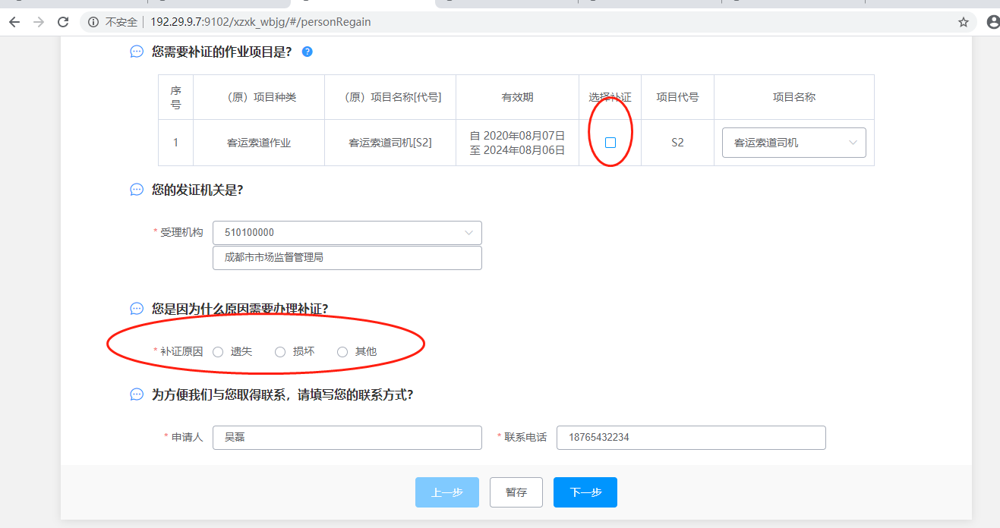 不安全 192.29.9.7:9102/xzxk_wbjg/#/personRegain
您需要补证的作业项目是？ ?
序号 （原）项目种类 （原）项目名称[代号] 有效期 选择补证 项目代号 项目名称
1 客运索道作业 客运索道司机[S2] 自 2020年08月07日 S2 客运索道司机
至 2024年08月06日
您的发证机关是？
* 受理机构 510100000
成都市市场监督管理局
您是因为什么原因需要办理补证？
* 补证原因 遗失 损坏 其他
为方便我们与您取得联系，请填写您的联系方式？
* 申请人 吴磊 * 联系电话 18765432234
上一步 暂存 下一步